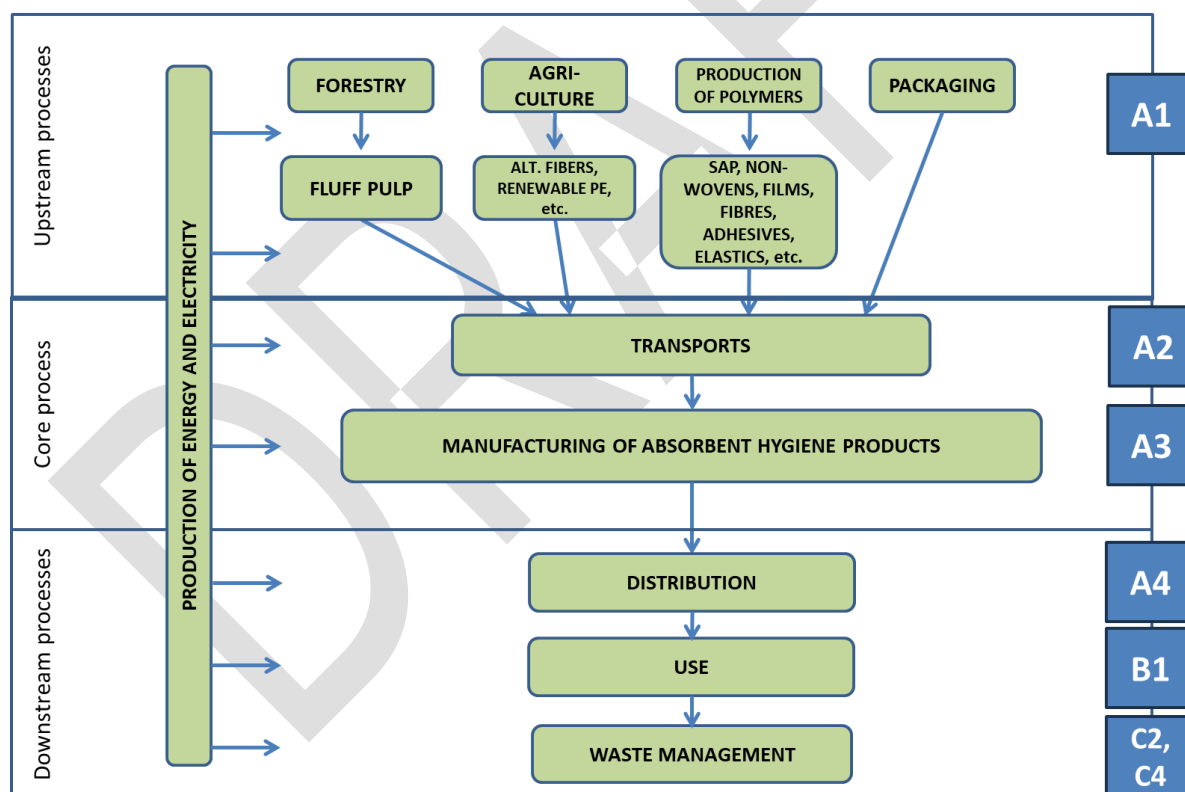 Upstream processes
PRODUCTION OF ENERGY AND ELECTRICITY
FORESTRY
AGRI-
CULTURE
PRODUCTION
OF POLYMERS
PACKAGING
A1
FLUFF PULP
ALT. FIBERS,
RENEWABLE PE,
etc.
SAP, NON-
WOVENS, FILMS,
FIBRES,
ADHESIVES,
ELASTICS, etc.
Core process
TRANSPORTS
A2
MANUFACTURING OF ABSORBENT HYGIENE PRODUCTS
A3
Downstream processes
DISTRIBUTION
A4
USE
B1
WASTE MANAGEMENT
C2,
C4
DRAF